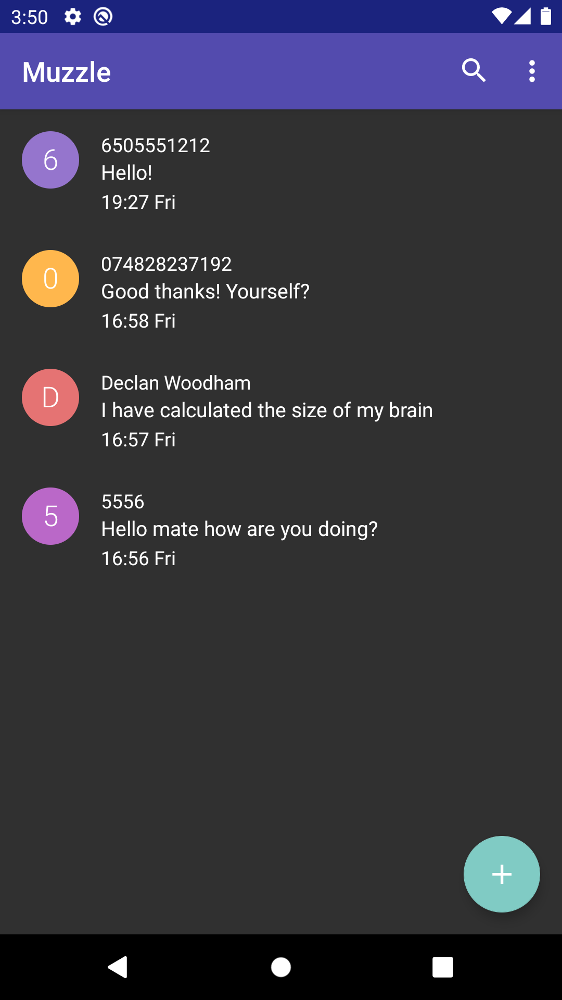 3:50
Muzzle
6
6505551212
Hello!
19:27 Fri
0
074828237192
Good thanks! Yourself?
16:58 Fri
D
Declan Woodham
I have calculated the size of my brain
16:57 Fri
5
5556
Hello mate how are you doing?
16:56 Fri